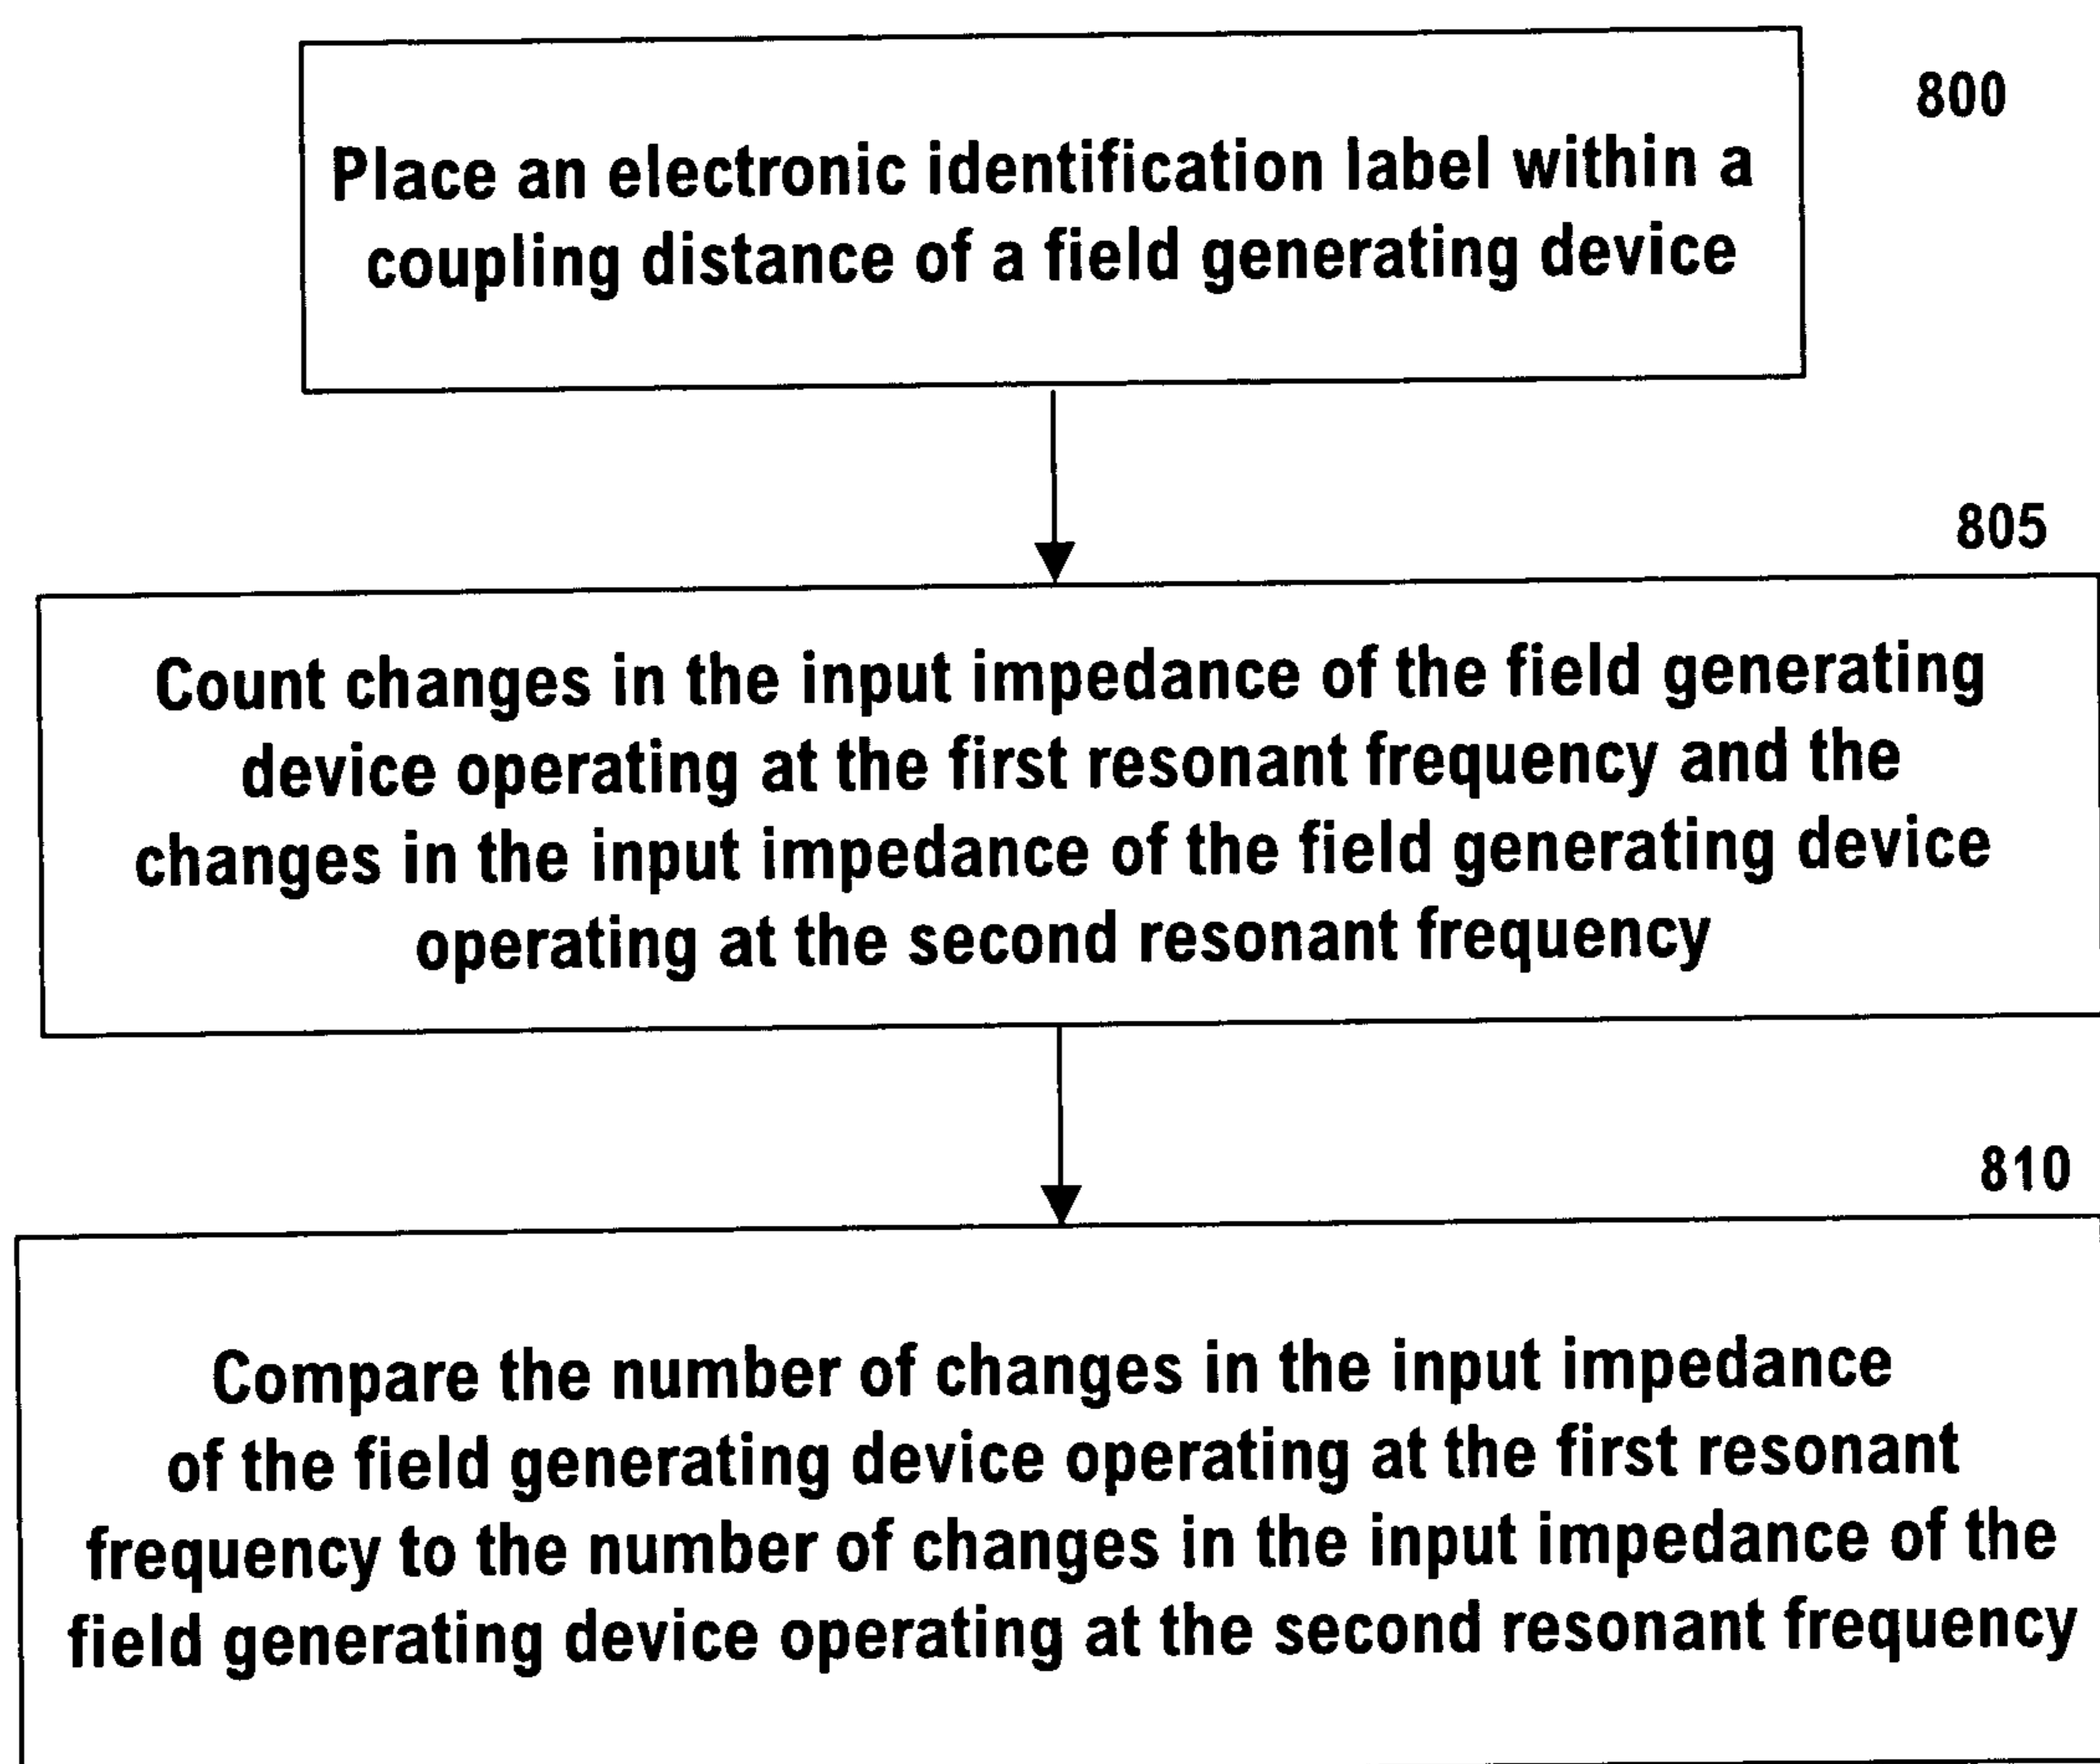 800
Place an electronic identification label within a
coupling distance of a field generating device
805
Count changes in the input impedance of the field generating
device operating at the first resonant frequency and the
changes in the input impedance of the field generating device
operating at the second resonant frequency
810
Compare the number of changes in the input impedance
of the field generating device operating at the first resonant
frequency to the number of changes in the input impedance of the
field generating device operating at the second resonant frequency